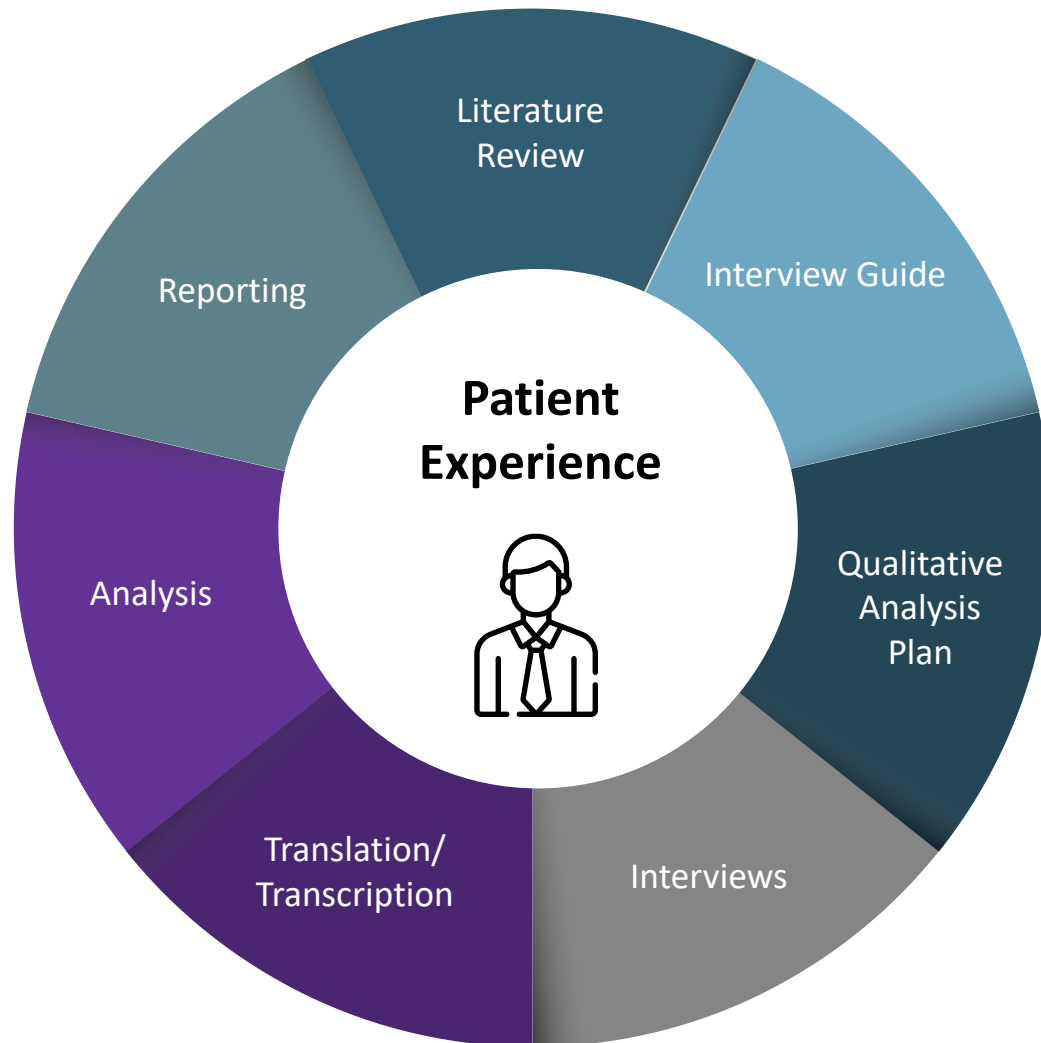 Literature
Review
Interview Guide
Qualitative
Analysis
Plan
Interviews
Translation/
Transcription
Analysis
Reporting
Patient
Experience